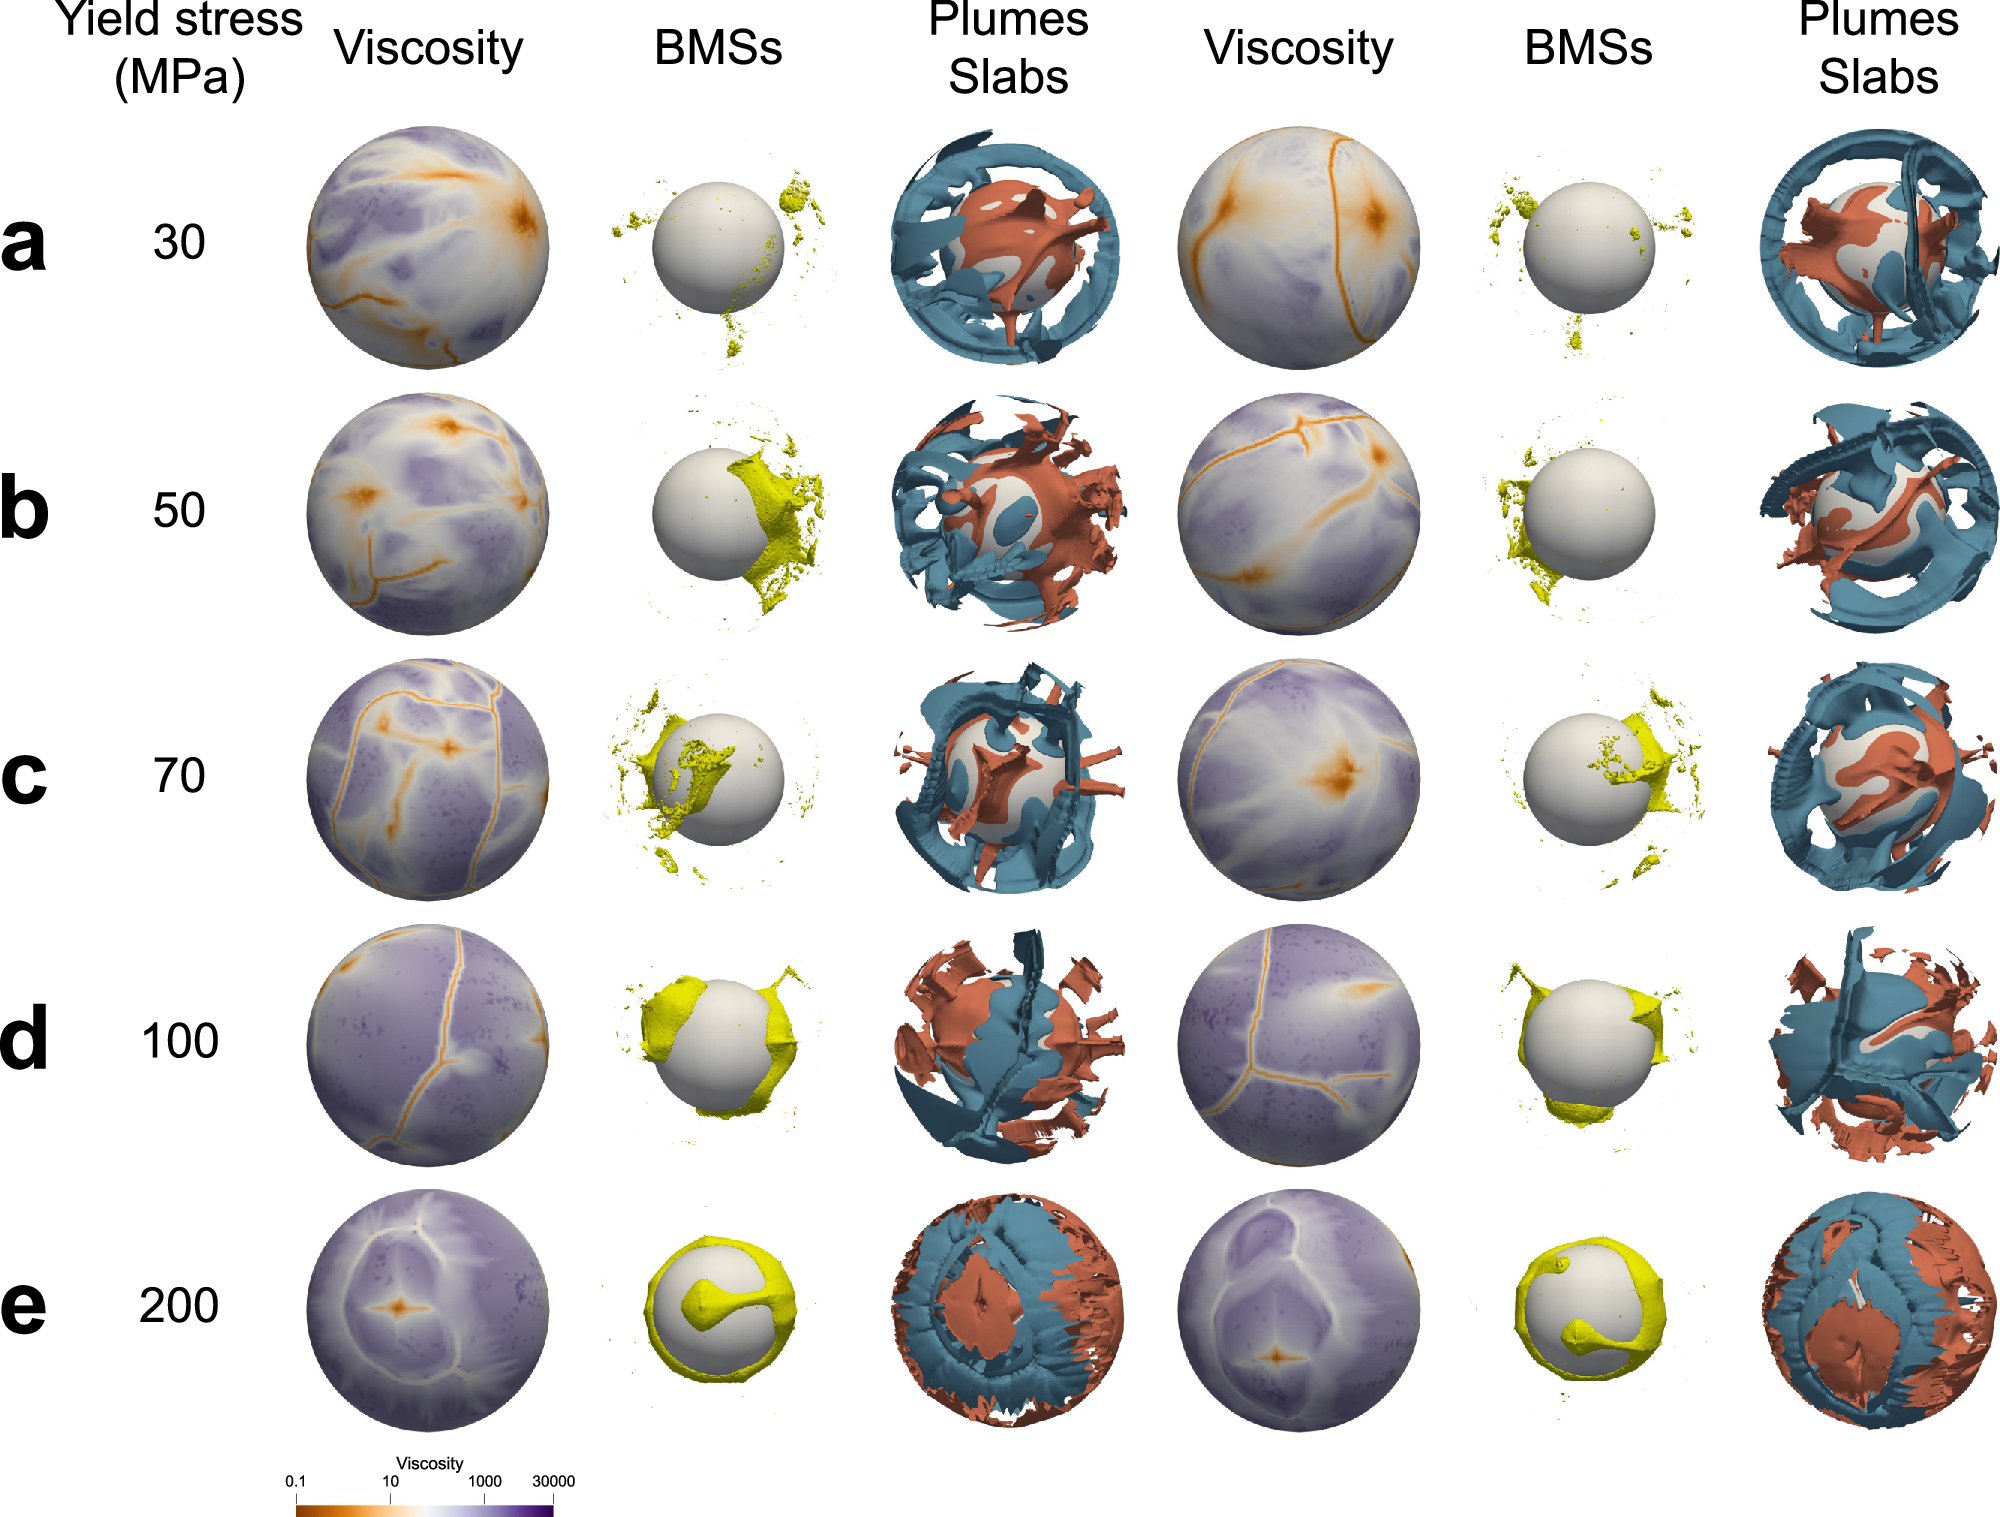 Yield stress
(MPa)
Viscosity
BMSs
Plumes
Slabs
Viscosity
BMSs
Plumes
Slabs
a
30
b
50
c
70
d
100
e
200
Viscosity
0.1
10
1000
30000